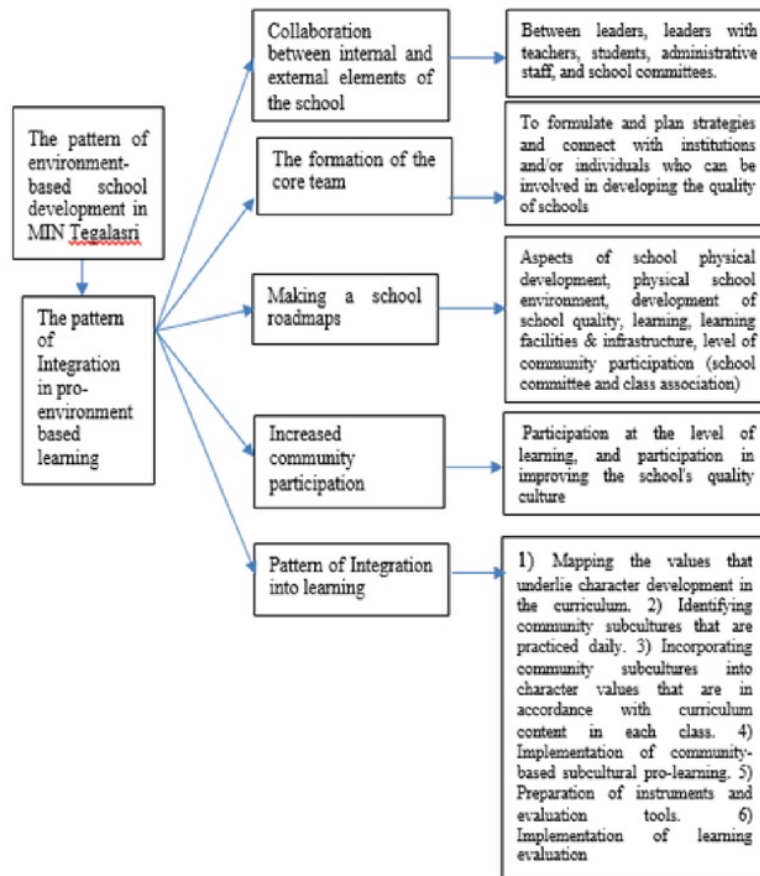 The pattern of
environment-
based school
development in
MIN Tegalasri
The pattern
of
Integration
in pro-
environment
based
learning
Collaboration
between internal and
external elements of
the school
Between leaders, leaders with
teachers, students, administrative
staff, and school committees.
The formation of the
core team
To formulate and plan strategies
and connect with institutions
and/or individuals who can be
involved in developing the quality
of schools
Making a school
roadmaps
Aspects of school physical
development, physical school
environment, development of
school quality, learning, learning
facilities & infrastructure, level of
community participation (school
committee and class association)
Increased
community
participation
Participation at the level of
learning, and participation in
improving the school's quality
culture
Pattern of Integration
into learning
1) Mapping the values that
underlie character development in
the curriculum. 2) Identifying
community subcultures that are
practiced daily. 3) Incorporating
community subcultures into
character values that are in
accordance with curriculum
content in each class. 4)
Implementation of community-
based subcultural pro-learning. 5)
Preparation of instruments and
evaluation tools. 6)
Implementation of learning
evaluation